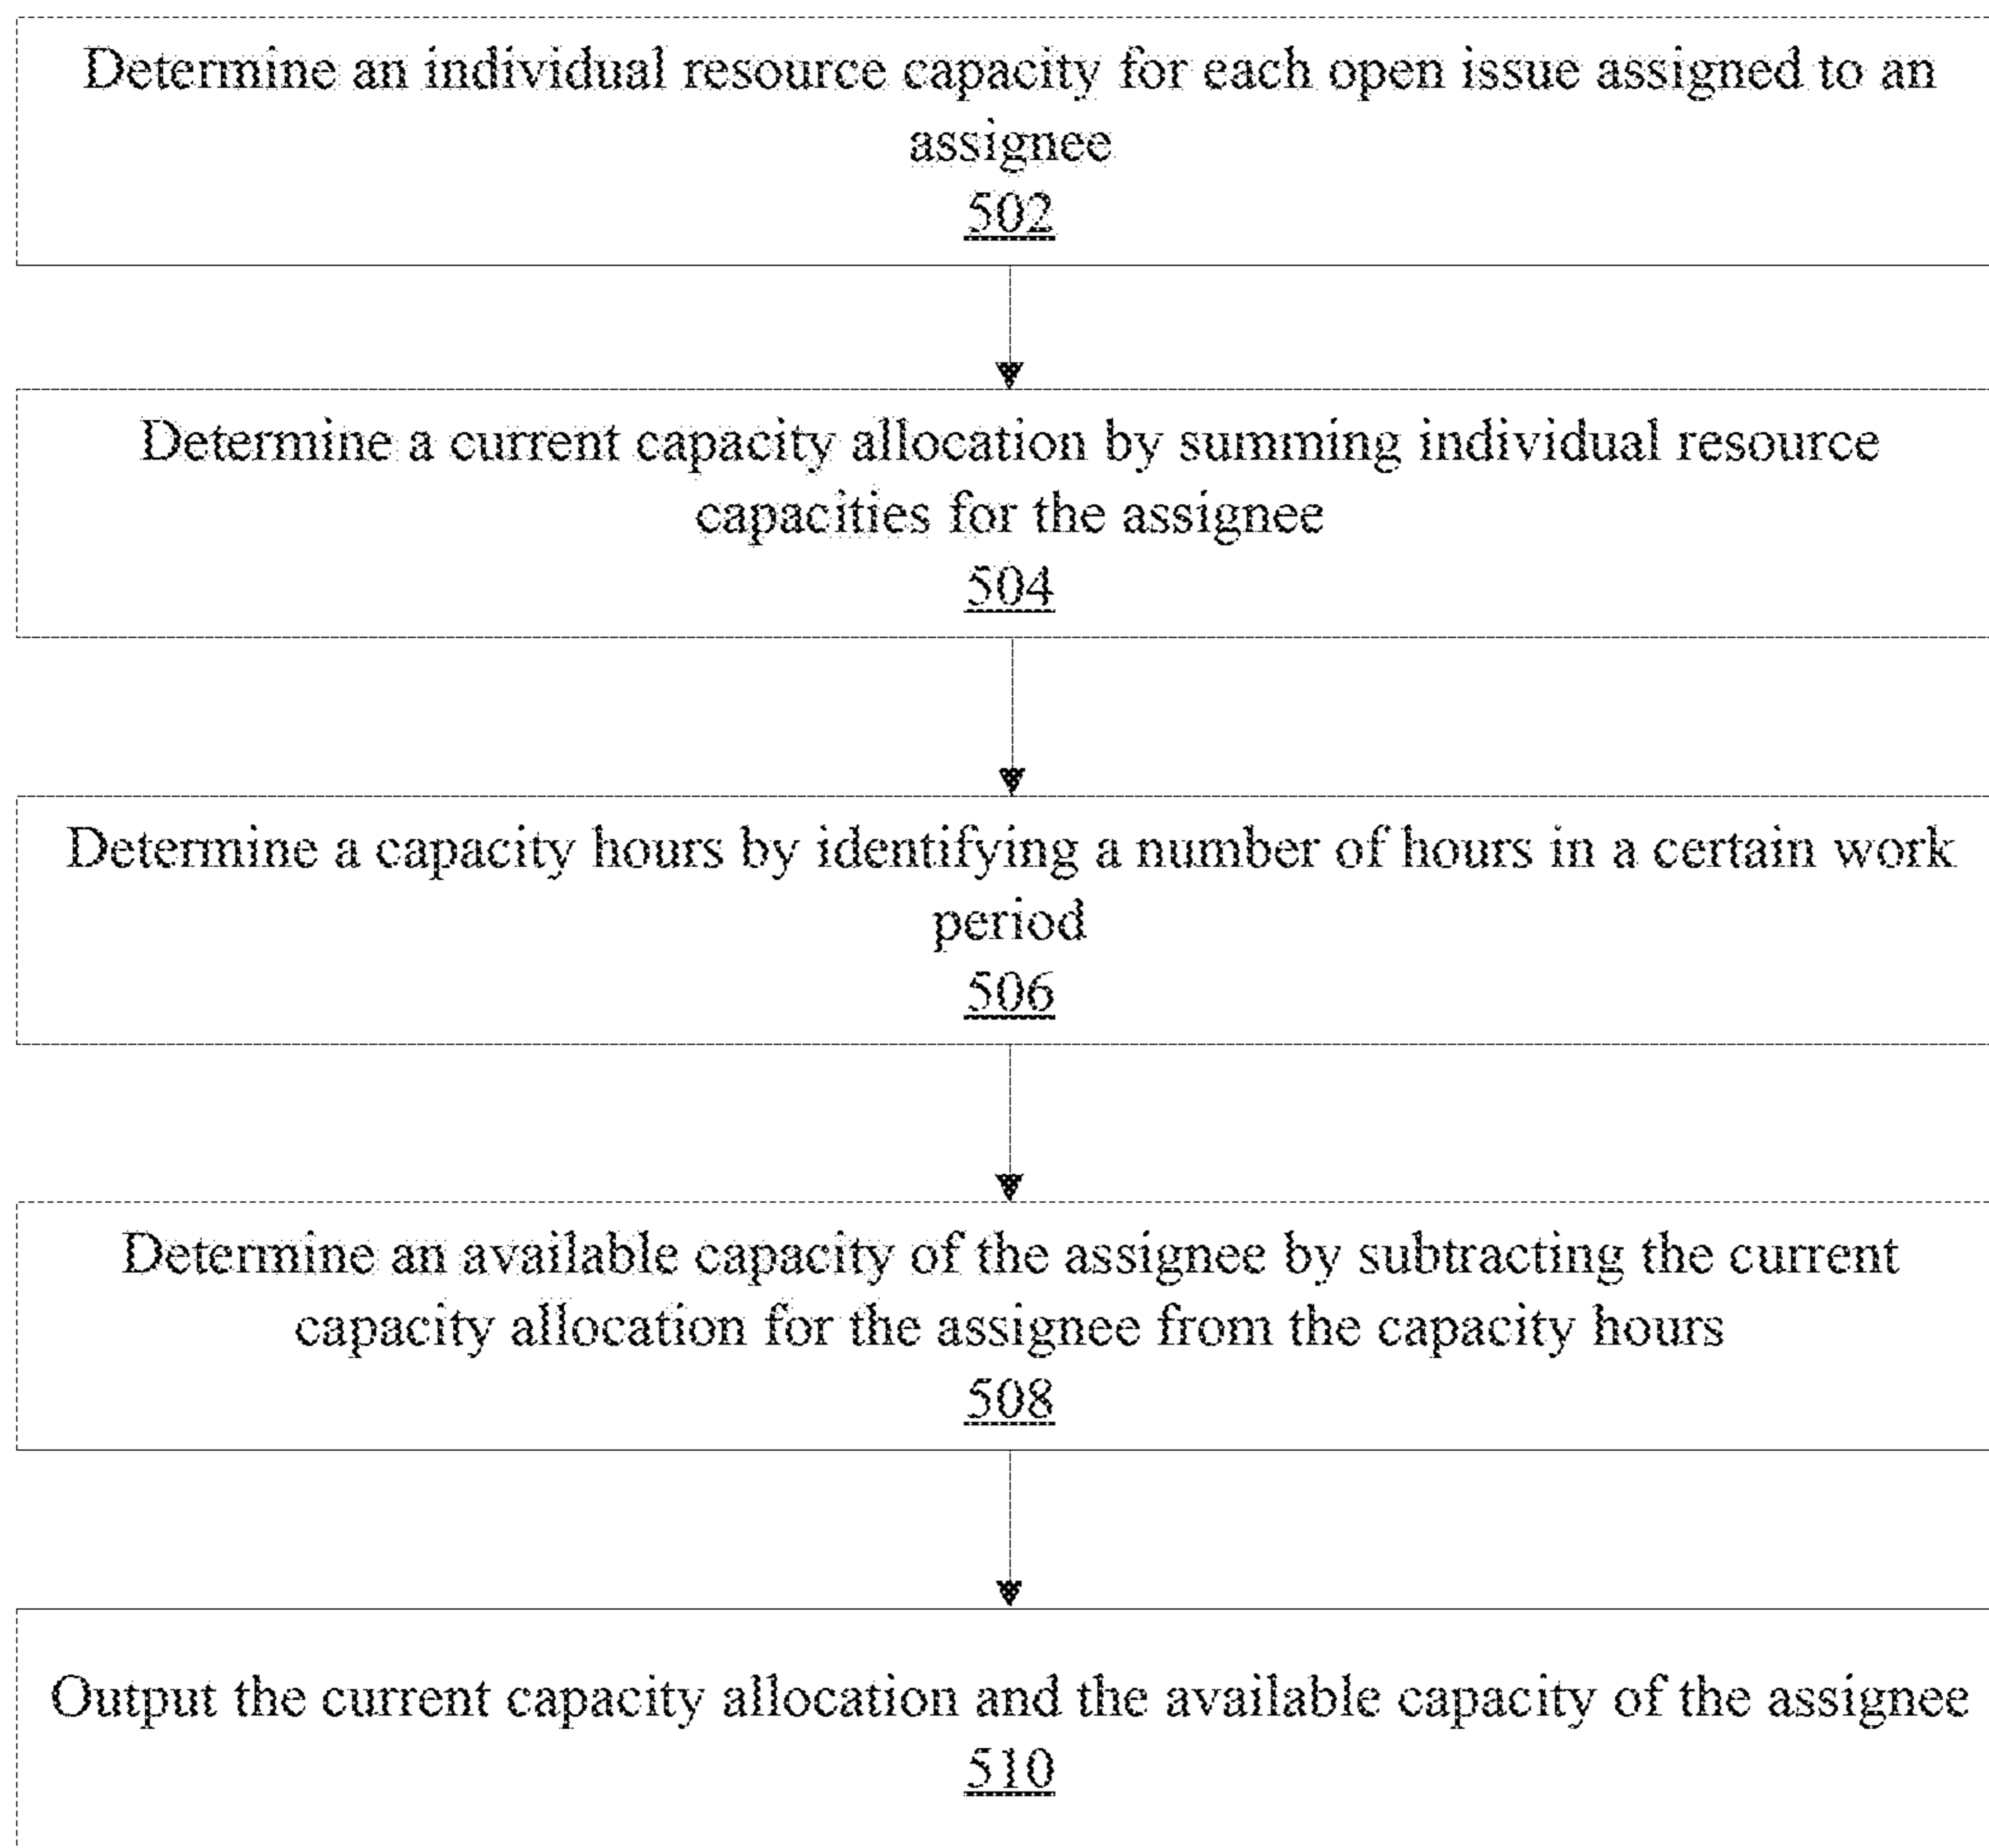 Determine an individual resource capacity for each open issue assigned to an
assignee
502
Determine a current capacity allocation by summing individual resource
capacities for the assignee
504
Determine a capacity hours by identifying a number of hours in a certain work
period
506
Determine an available capacity of the assignee by subtracting the current
capacity allocation for the assignee from the capacity hours
508
Output the current capacity allocation and the available capacity of the assignee
510